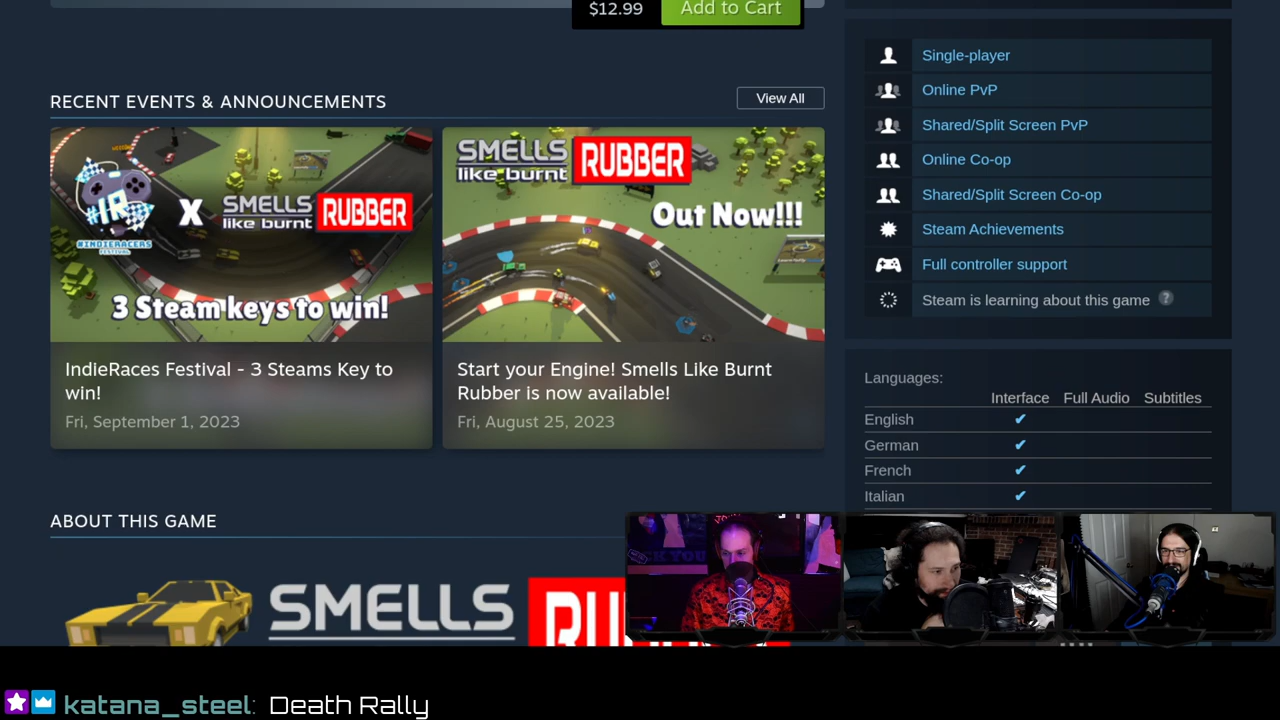 $12.99
Add to Cart
RECENT EVENTS & ANNOUNCEMENTS
View All
#IR
#INDIERACERS
FESTIVAL
X
SMELLS
like burnt
RUBBER
3 Steam keys to win!
IndieRaces Festival - 3 Steams Key to
win!
Fri, September 1, 2023
SMELLS
like burnt
RUBBER
Out Now!!!
Start your Engine! Smells Like Burnt
Rubber is now available!
Fri, August 25, 2023
ABOUT THIS GAME
SMELLS
Single-player
Online PvP
Shared/Split Screen PvP
Online Co-op
Shared/Split Screen Co-op
Steam Achievements
Full controller support
Steam is learning about this game ?
Languages:
Interface Full Audio Subtitles
English ✔
German ✔
French ✔
Italian ✔
katana_steel: Death Rally